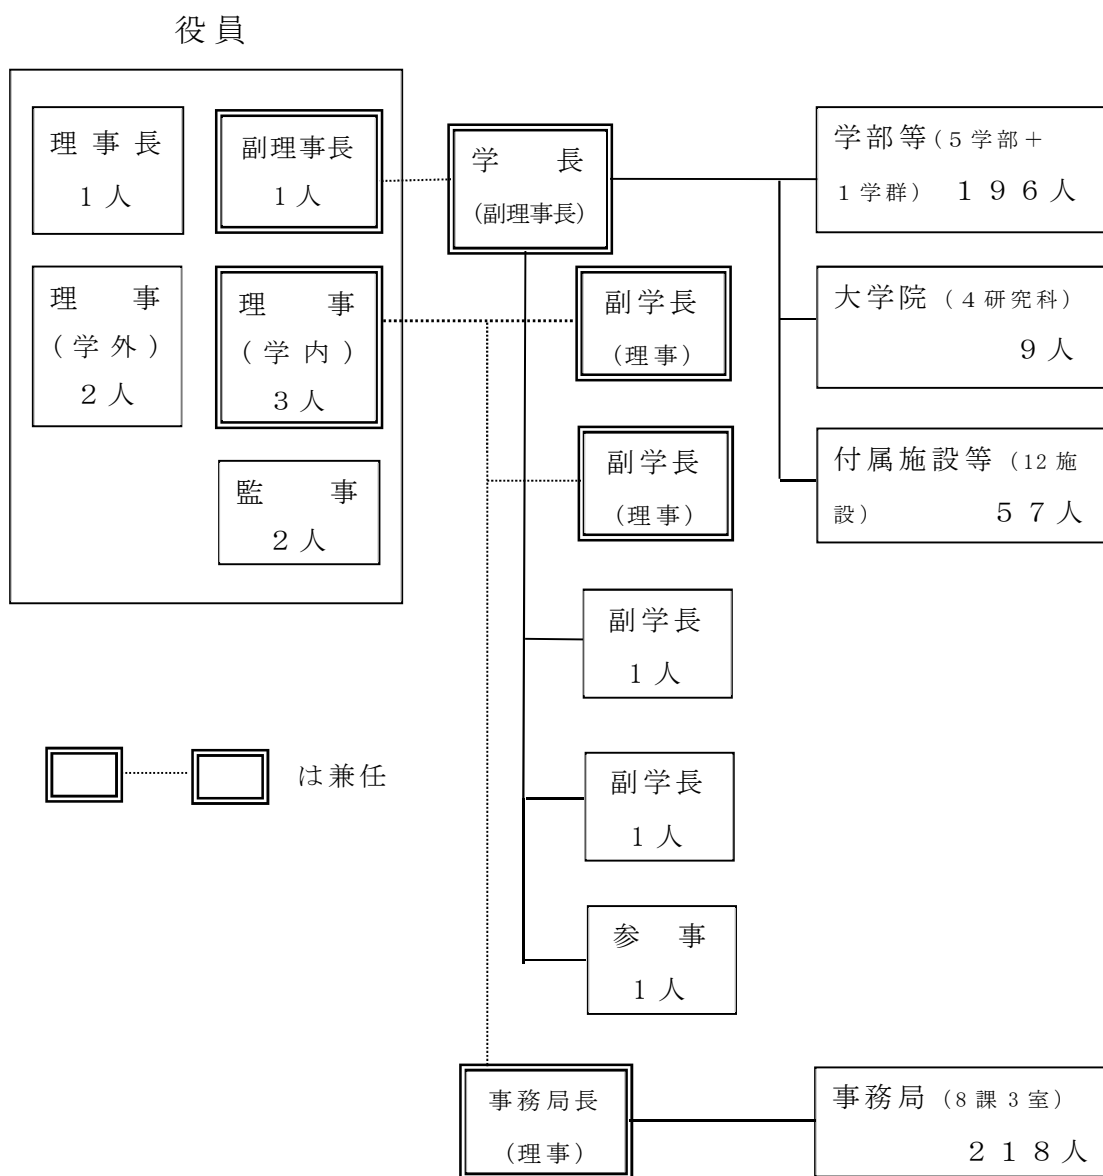 役員
理事長
1人
副理事長
1人
理　事
(学外)
2人
理　事
(学内)
3人
監　事
2人
学　長
(副理事長)
副学長
(理事)
副学長
(理事)
副学長
1人
副学長
1人
参　事
1人
事務局長
(理事)
学部等(5学部＋
1学群)　１９６人
大学院（4研究科）
９人
付属施設等（12施
設）　５７人
事務局（8課3室）
２１８人
は兼任